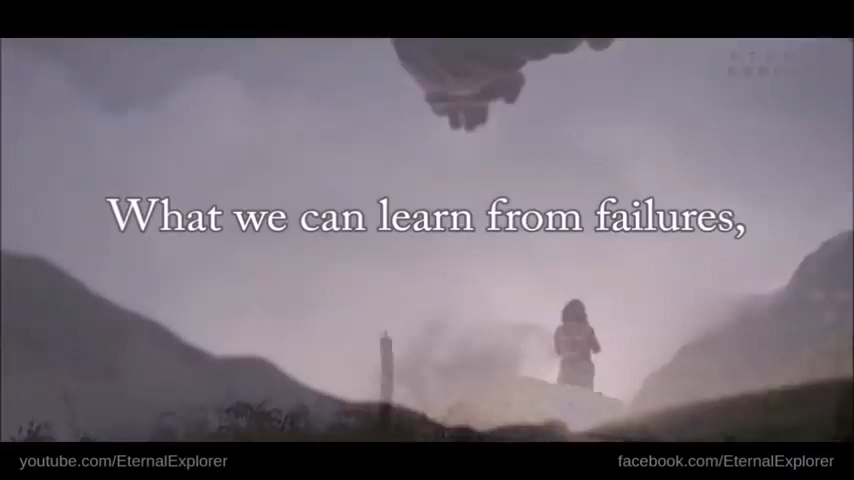 What we can learn from failures,
youtube.com/EternalExplorer
facebook.com/EternalExplorer